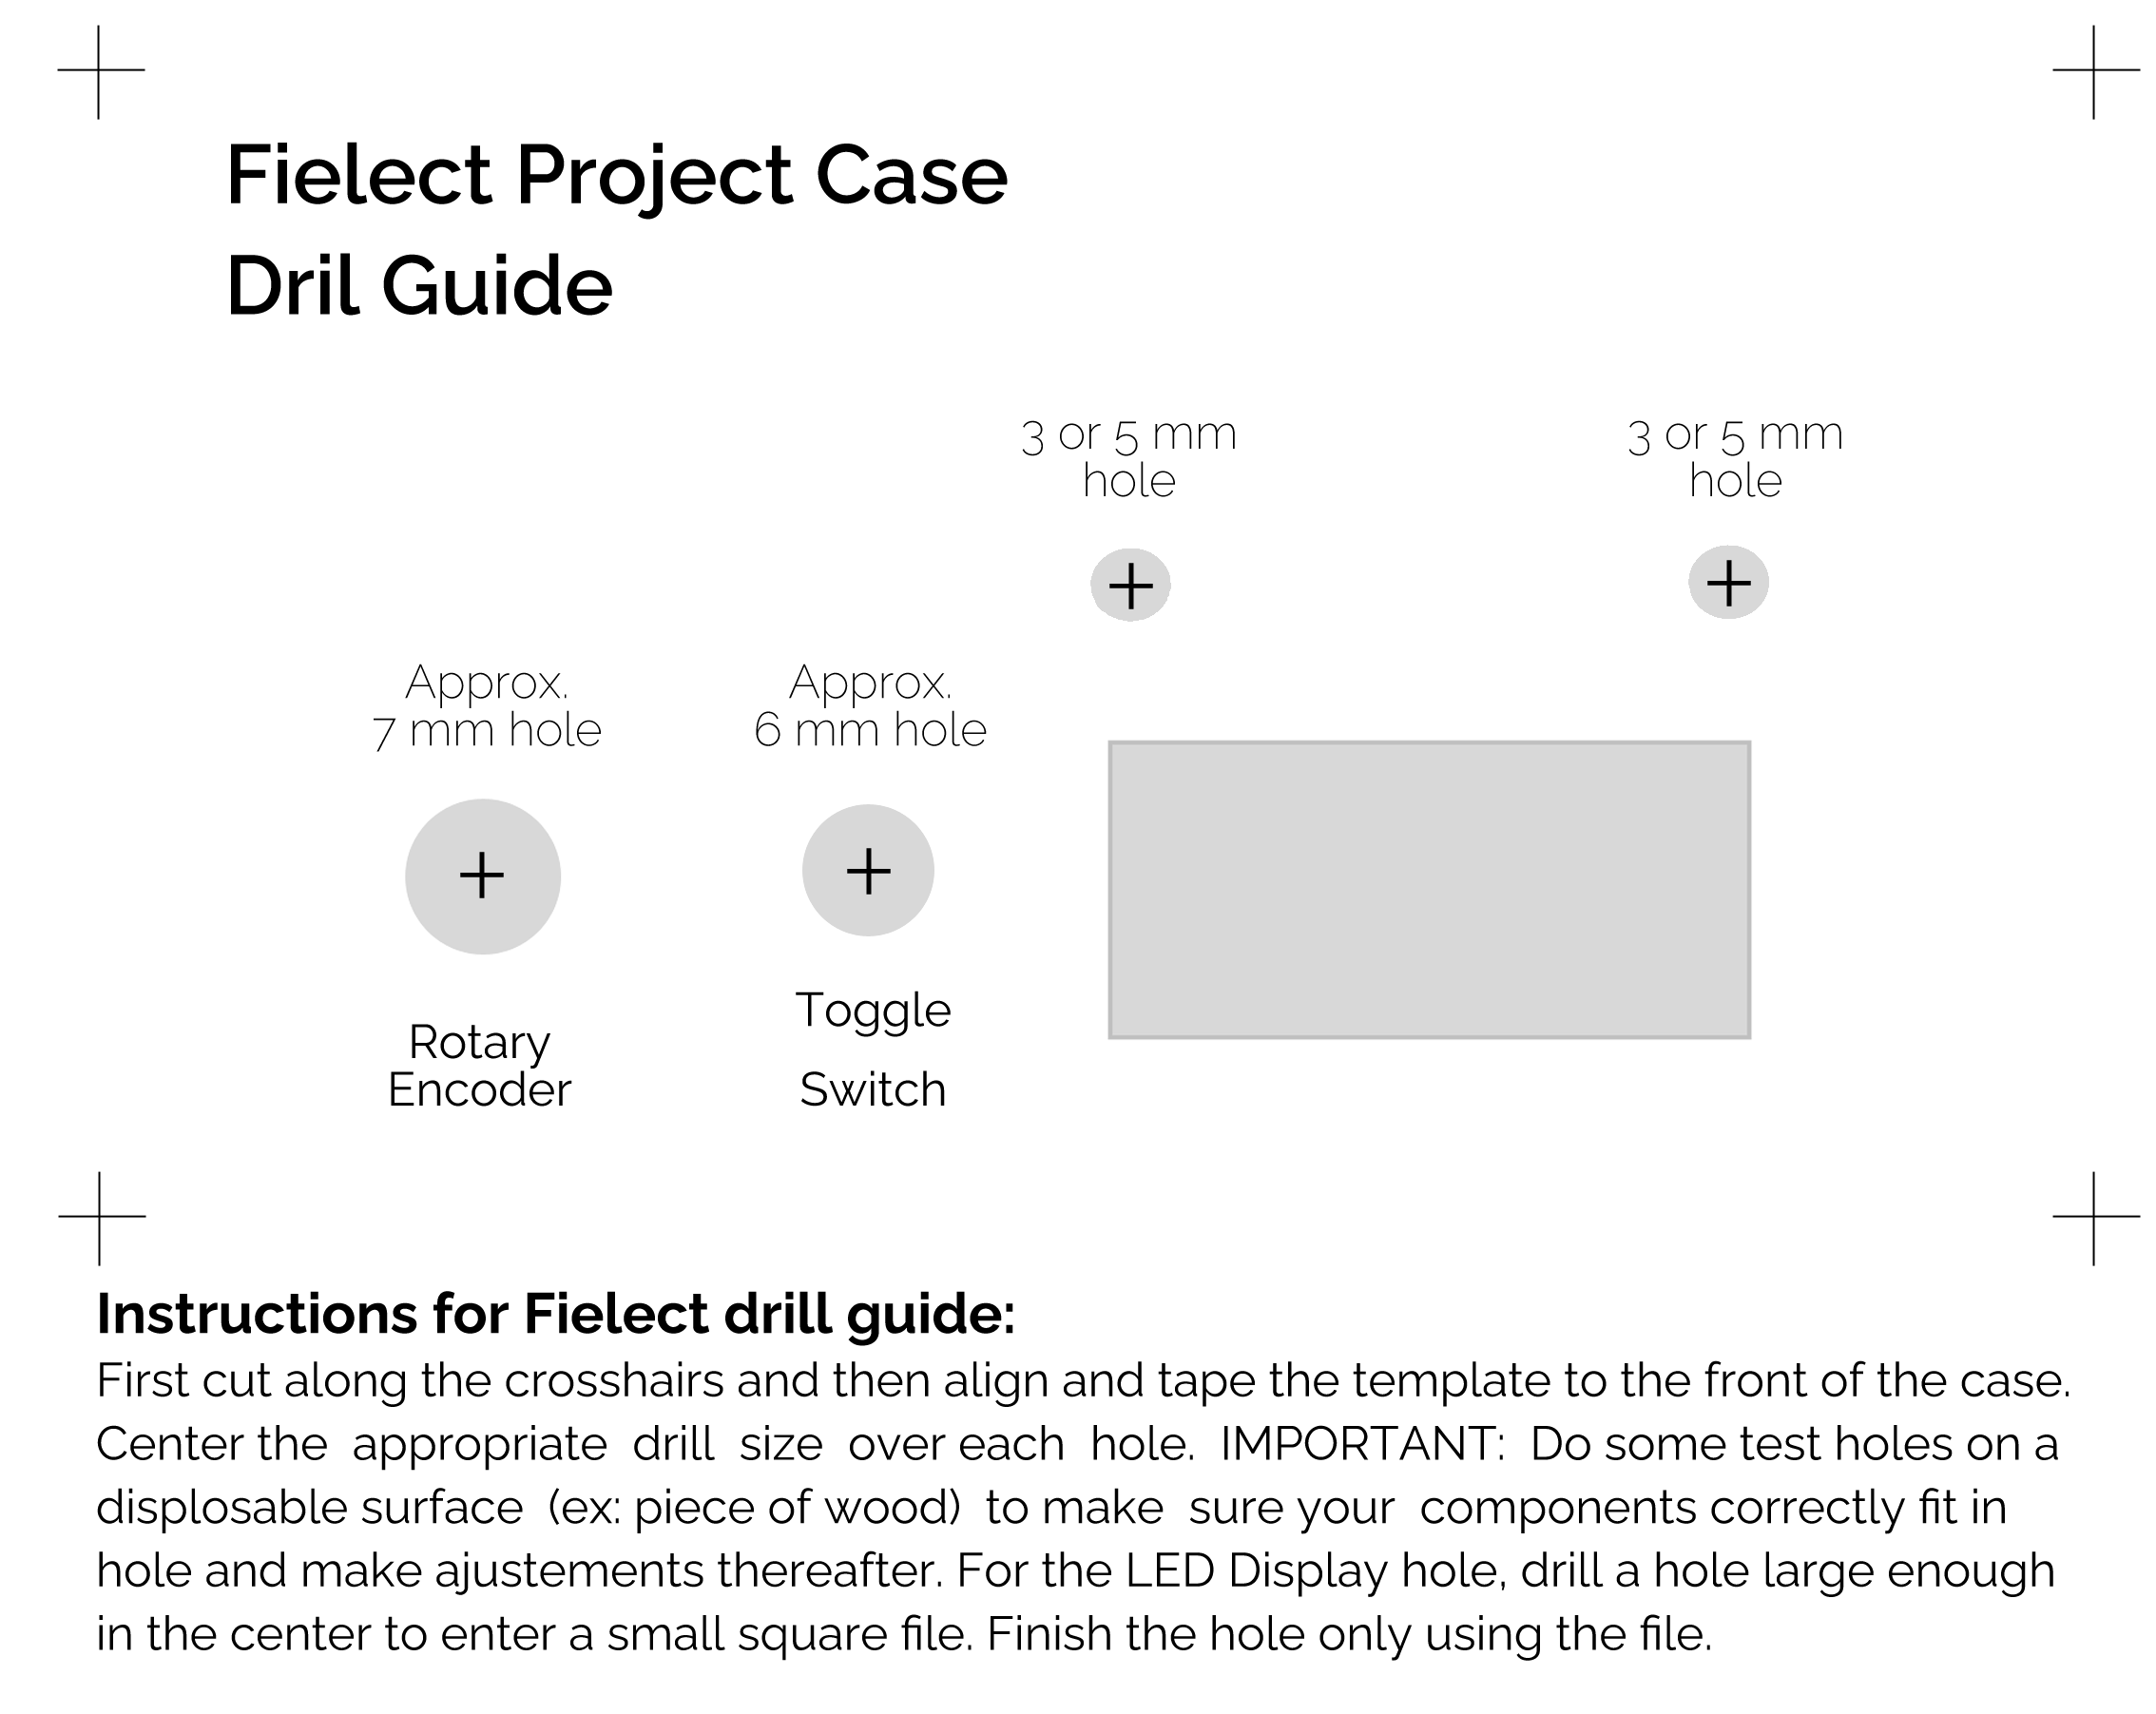 Fielect Project Case
Dril Guide
3 or 5 mm
hole
3 or 5 mm
hole
Approx.
7 mm hole
Approx.
6 mm hole
Rotary
Encoder
Toggle
Switch
Instructions for Fielect drill guide:
First cut along the crosshairs and then align and tape the template to the front of the case.
Center the appropriate drill size over each hole. IMPORTANT: Do some test holes on a
displosable surface (ex: piece of wood) to make sure your components correctly fit in
hole and make ajustements thereafter. For the LED Display hole, drill a hole large enough
in the center to enter a small square file. Finish the hole only using the file.